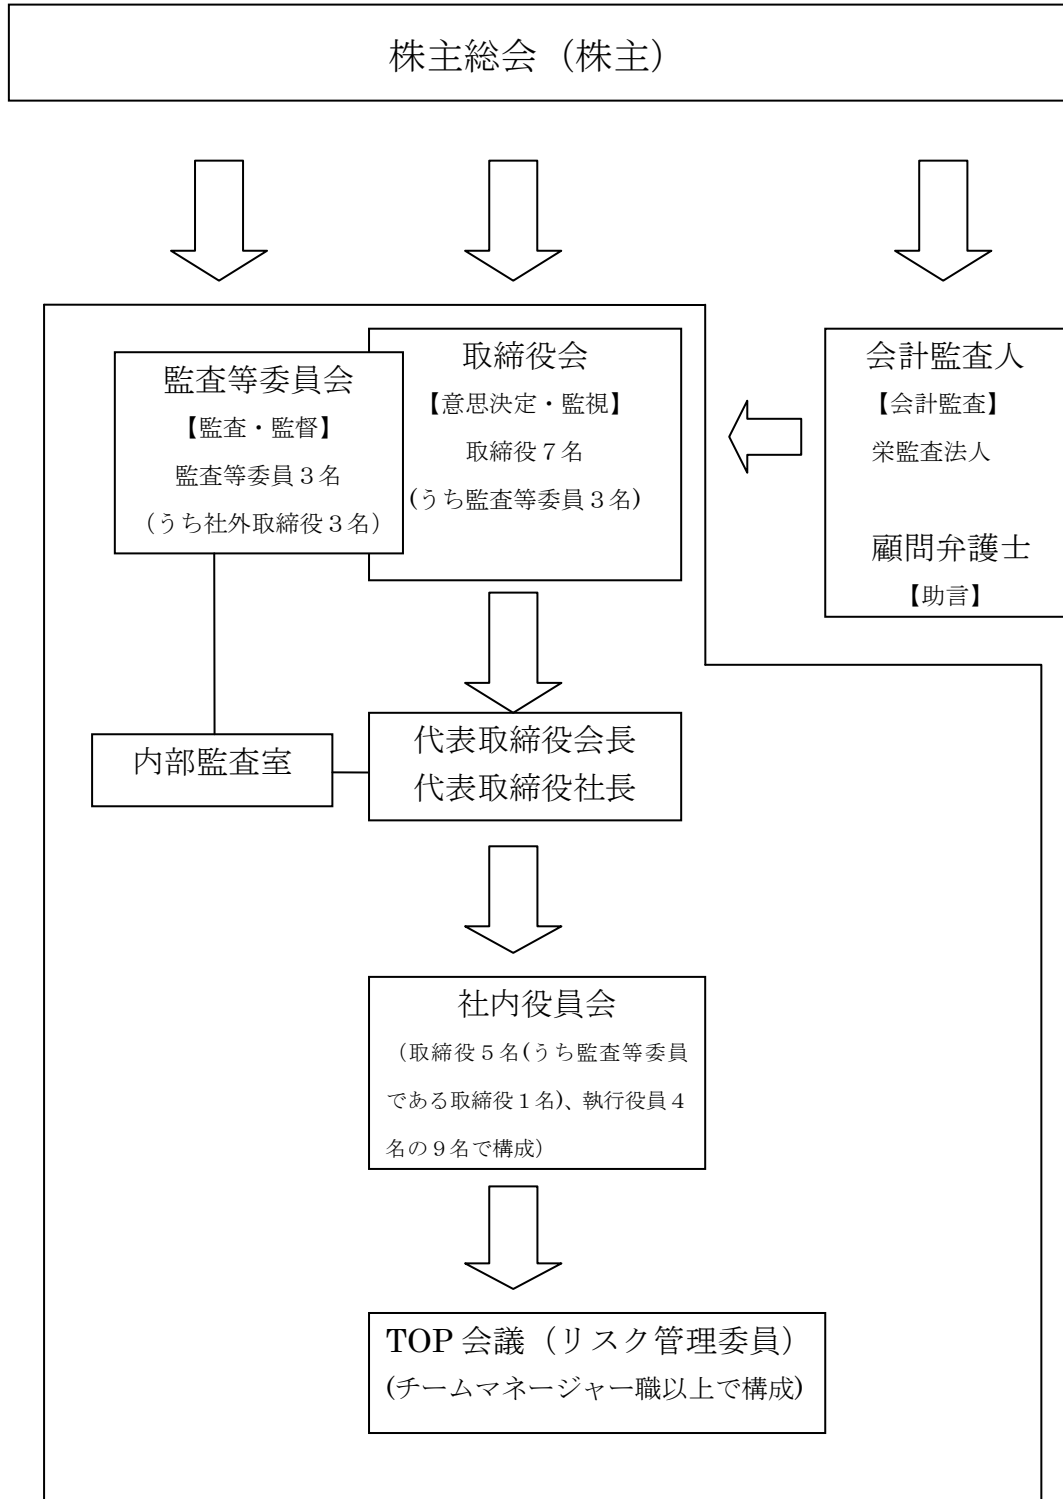 株主総会（株主）
監査等委員会
【監査・監督】
監査等委員３名
（うち社外取締役３名）
取締役会
【意思決定・監視】
取締役７名
(うち監査等委員３名)
会計監査人
【会計監査】
栄監査法人
顧問弁護士
【助言】
内部監査室
代表取締役会長
代表取締役社長
社内役員会
（取締役５名(うち監査等委員
である取締役１名)、執行役員４
名の９名で構成）
TOP 会議（リスク管理委員）
(チームマネージャー職以上で構成)